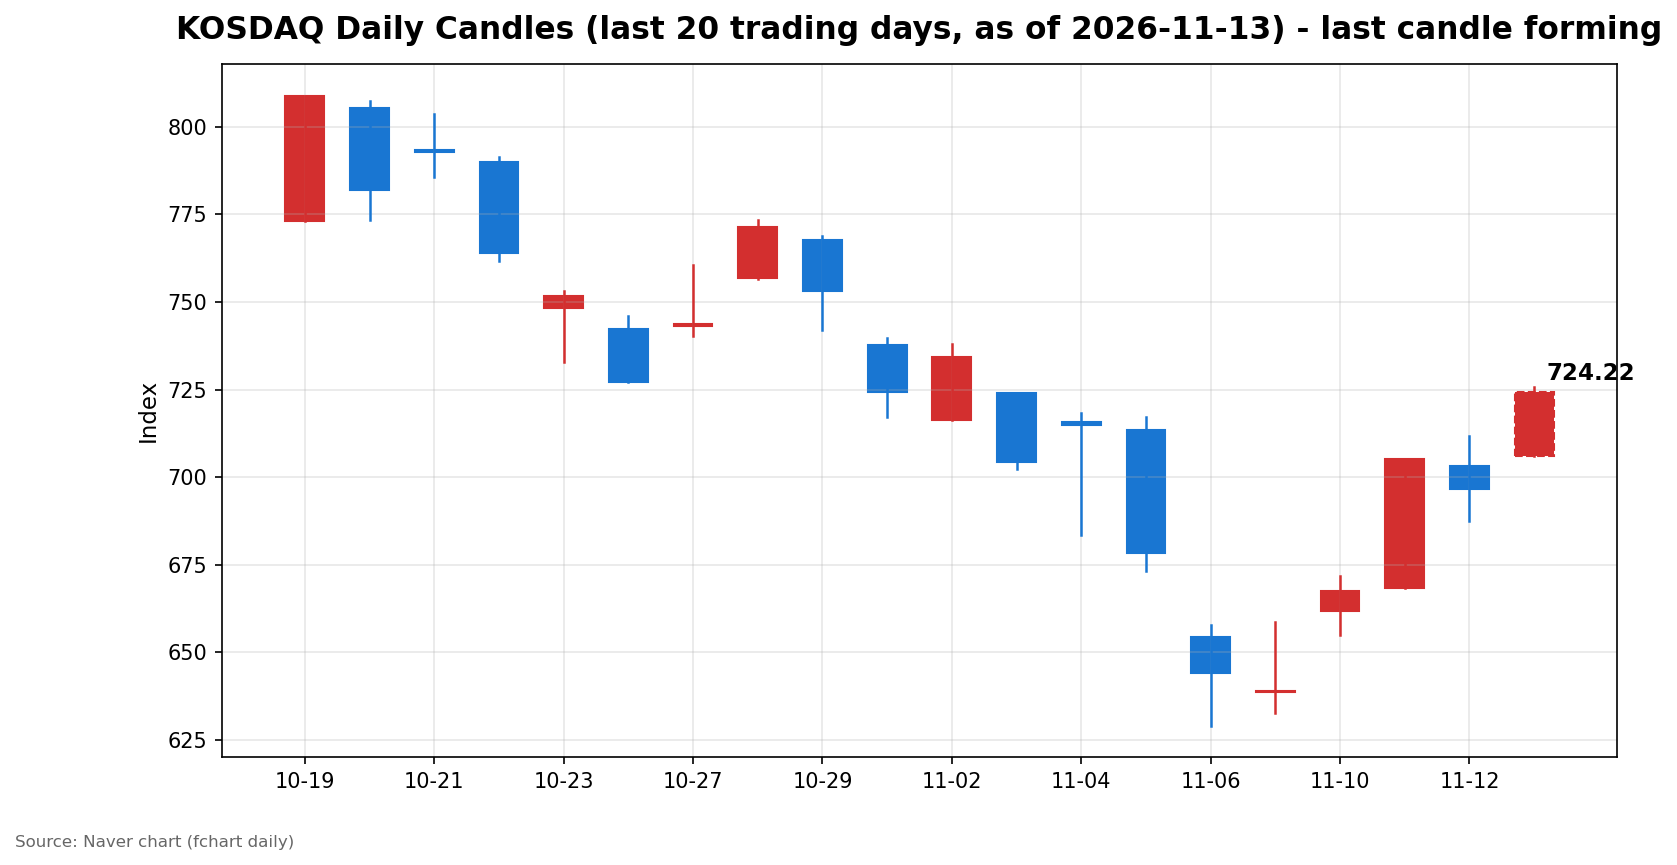 KOSDAQ Daily Candles (last 20 trading days, as of 2026-11-13) - last candle forming
Index
800
775
750
725
700
675
650
625
724.22
10-19 10-21 10-23 10-27 10-29 11-02 11-04 11-06 11-10 11-12
Source: Naver chart (fchart daily)